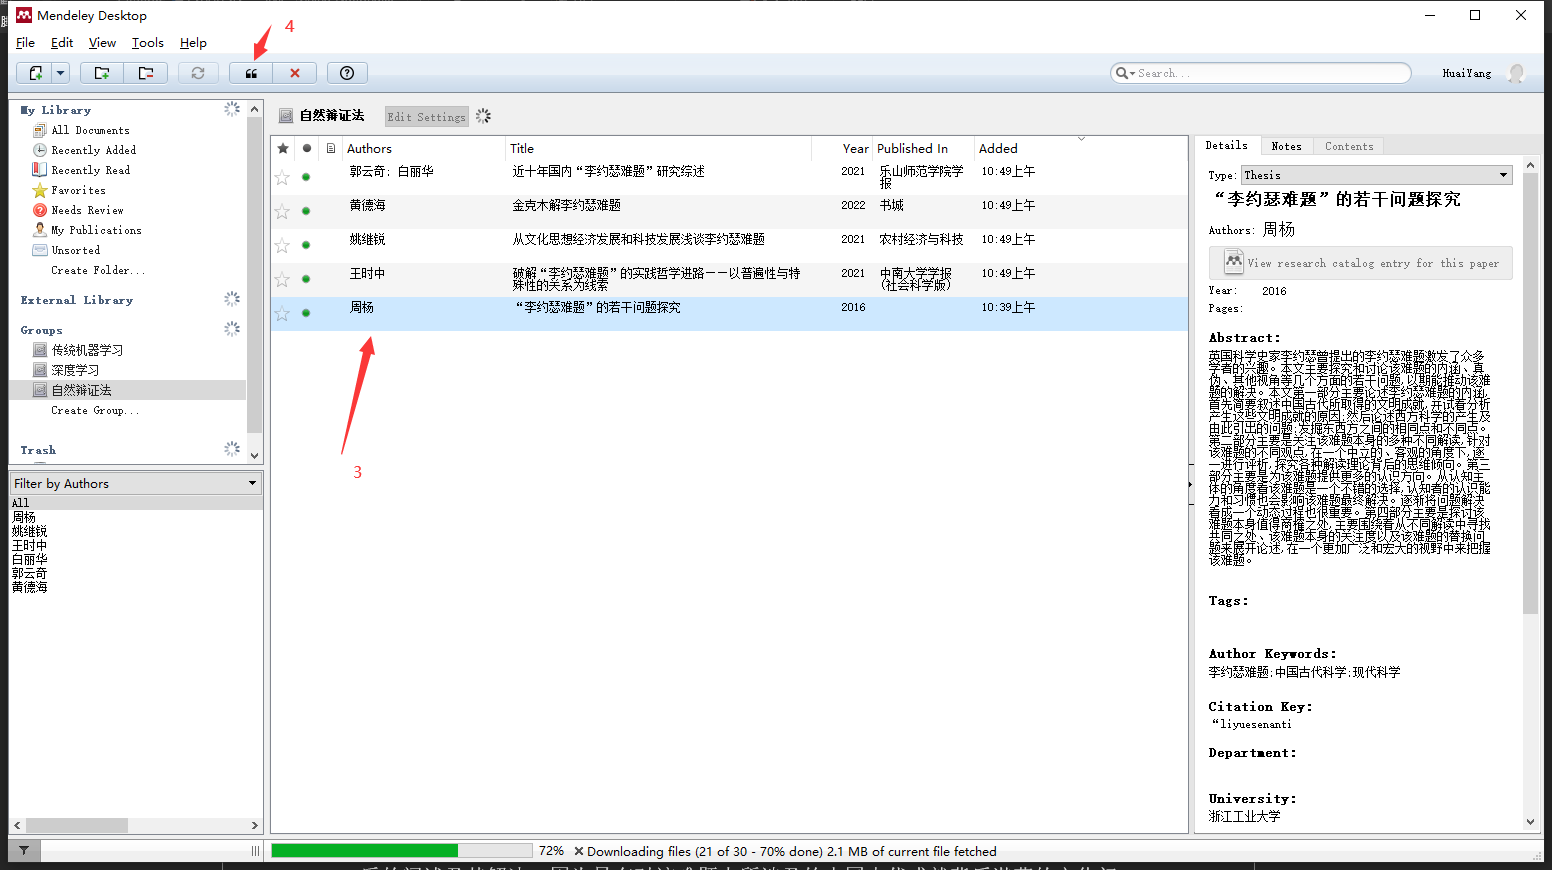 Mendeley Desktop
File Edit View Tools Help
4
Search...
HuaiYang
My Library
All Documents
Recently Added
Recently Read
Favorites
Needs Review
My Publications
Unsorted
Create Folder...
External Library
Groups
传统机器学习
深度学习
自然辩证法
Create Group...
Trash
Filter by Authors
All
周杨
姚继锐
王时中
白丽华
郭云奇
黄德海
自然辩证法 Edit Settings
Authors Title Year Published In Added
郭云奇; 白丽华 近十年国内“李约瑟难题”研究综述 2021 乐山师范学院学报 10:49上午
黄德海 金克木解李约瑟难题 2022 书城 10:49上午
姚继锐 从文化思想经济发展和科技发展浅谈李约瑟难题 2021 农村经济与科技 10:49上午
王时中 破解“李约瑟难题”的实践哲学进路——以普遍性与特殊性的关系为线索 2021 中南大学学报(社会科学版) 10:49上午
周杨 “李约瑟难题”的若干问题探究 2016 10:39上午
3
Details Notes Contents
Type: Thesis
“李约瑟难题”的若干问题探究
Authors: 周杨
View research catalog entry for this paper
Year: 2016
Pages:
Abstract:
英国科学史家李约瑟曾提出的李约瑟难题激发了众多
学者的兴趣。本文主要探究和讨论该难题的内涵、真
伪、其他视角等几个方面的若干问题,以期能推动该难
题的解决。本文第一部分主要论述李约瑟难题的内涵,
首先简要叙述中国古代所取得的文明成就,并试着分析
产生这些文明成就的原因;然后论述西方科学的产生及
由此引出的问题;发掘东西方之间的相同点和不同点。
第二部分主要是关注该难题本身的多种不同解读,针对
该难题的不同观点,在一个中立的、客观的角度下,逐
一进行评析,探究各种解读理论背后的思维倾向。第三
部分主要是为该难题提供更多的认识方向。从认知主
体的角度看该难题是一个不错的选择,认知者的认识能
力和习惯也会影响该难题最终解决。逐渐将问题解决
看成一个动态过程也很重要。第四部分主要是探讨该
难题本身值得商榷之处,主要围绕着从不同解读中寻找
共同之处、该难题本身的关注度以及该难题的替换问
题来展开论述,在一个更加广泛和宏大的视野中来把握
该难题。
Tags:
Author Keywords:
李约瑟难题;中国古代科学;现代科学
Citation Key:
“liyuesenanti
Department:
University:
浙江工业大学
72% Downloading files (21 of 30 - 70% done) 2.1 MB of current file fetched